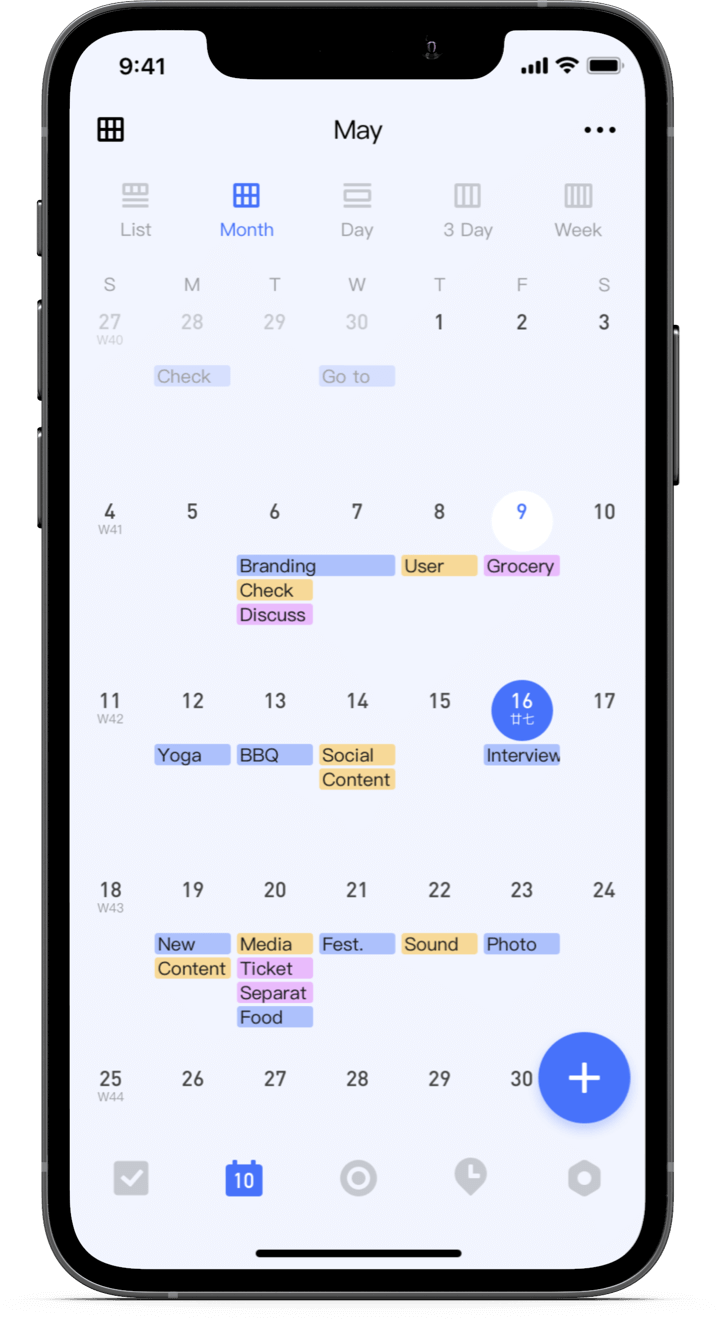 9:41
May
List Month Day 3 Day Week
S M T W T F S
27 28 29 30 1 2 3
W40
Check Go to
4 5 6 7 8 9 10
W41
Branding User Grocery
Check
Discuss
11 12 13 14 15 16 17
W42 廿七
Yoga BBQ Social Interview
Content
18 19 20 21 22 23 24
W43
New Media Fest. Sound Photo
Content Ticket
Separat
Food
25 26 27 28 29 30
W44
10